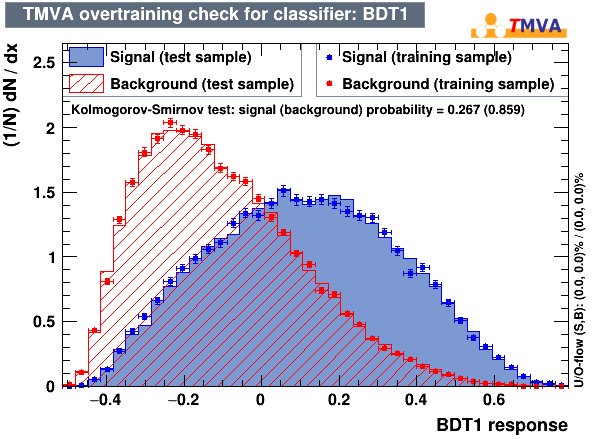 TMVA overtraining check for classifier: BDT1
TMVA
(1/N) dN / dx
2.5
2
1.5
1
0.5
0
Signal (test sample)
Background (test sample)
Signal (training sample)
Background (training sample)
Kolmogorov-Smirnov test: signal (background) probability = 0.267 (0.859)
−0.4 −0.2 0 0.2 0.4 0.6
BDT1 response
U/O-flow (S,B): (0.0, 0.0)% / (0.0, 0.0)%